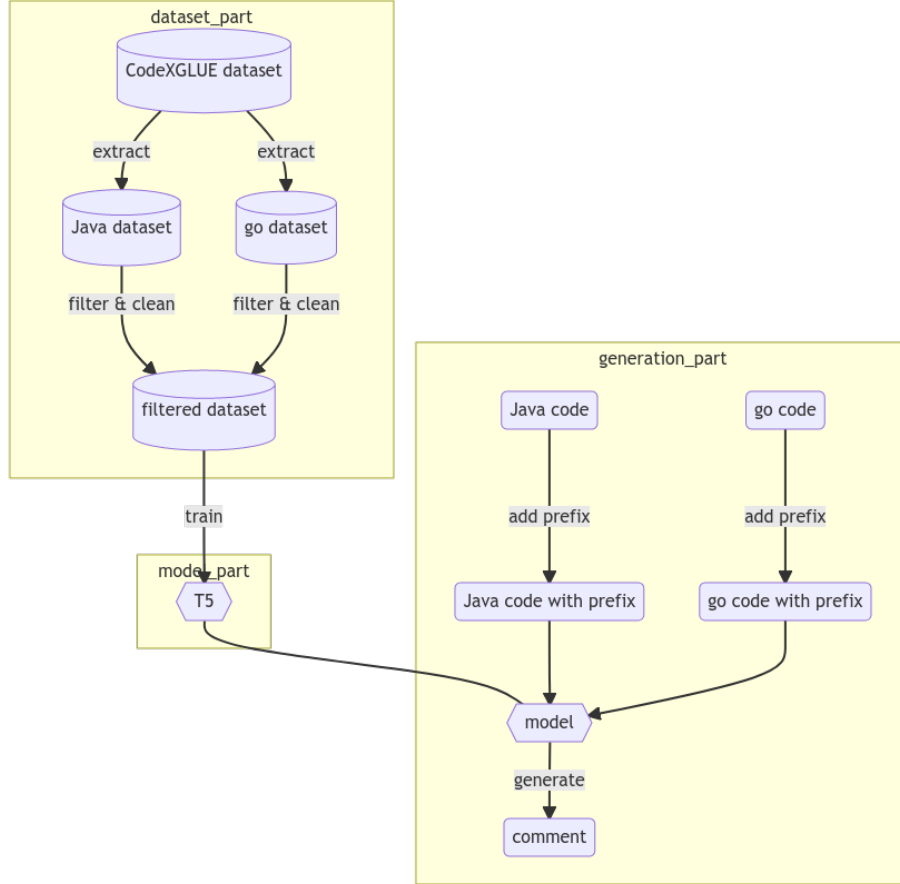 dataset_part
CodeXGLUE dataset
extract
extract
Java dataset
go dataset
filter & clean
filter & clean
filtered dataset
train
model_part
T5
generation_part
Java code
go code
add prefix
add prefix
Java code with prefix
go code with prefix
model
generate
comment